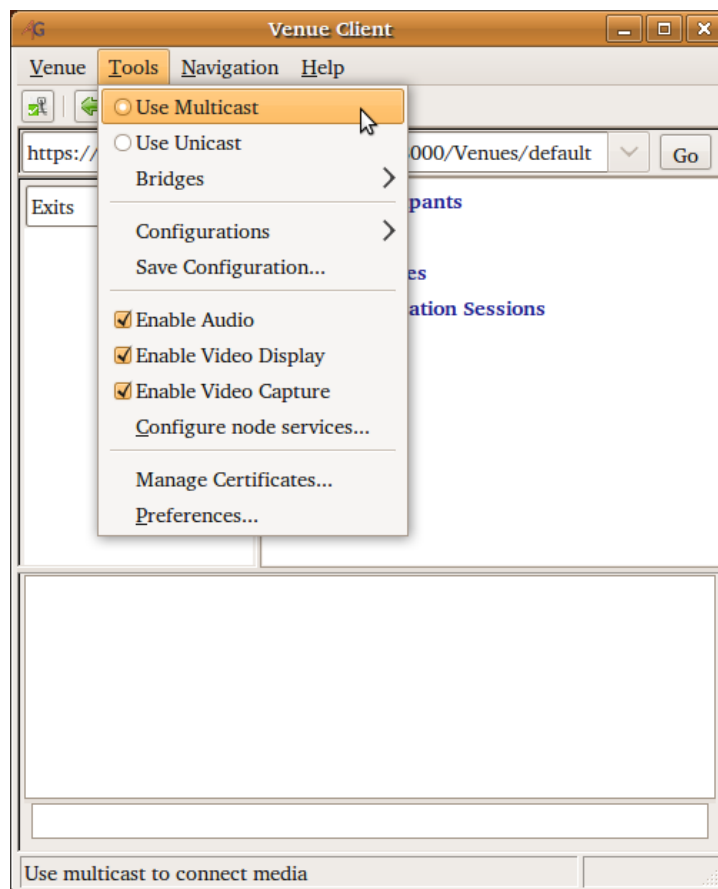 AG Venue Client
Venue Tools Navigation Help
https:// 000/Venues/default Go
Use Multicast
Use Unicast
Bridges
Configurations
Save Configuration...
Enable Audio
Enable Video Display
Enable Video Capture
Configure node services...
Manage Certificates...
Preferences...
Exits
pants
es
ation Sessions
Use multicast to connect media